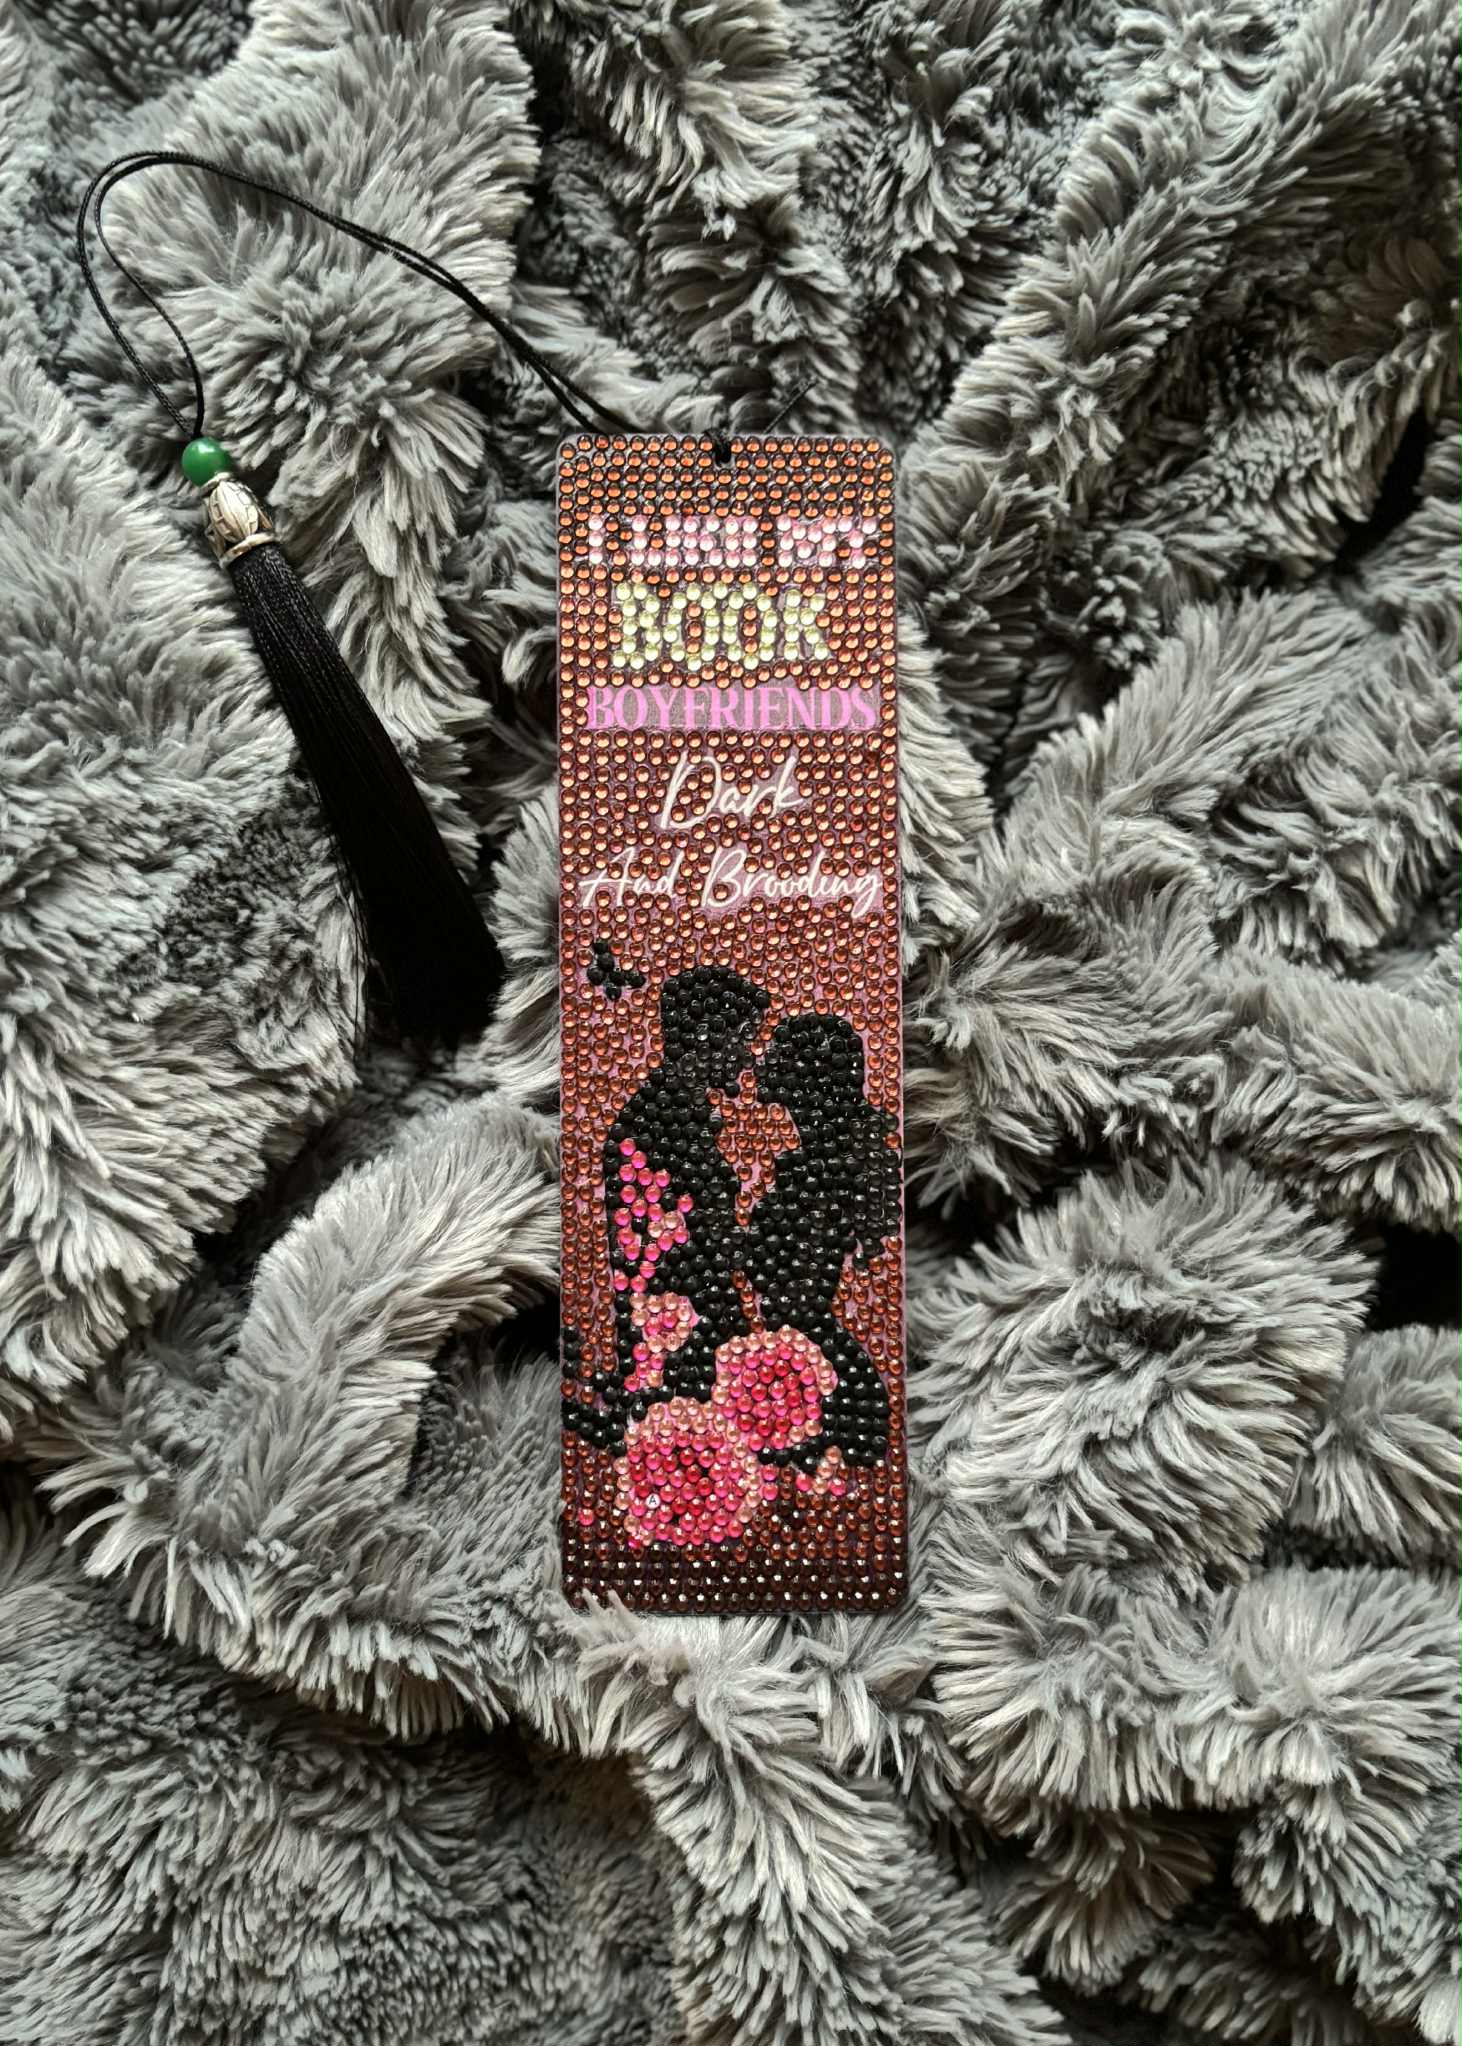 I LIKE MY
BOOK
BOYFRIENDS
Dark
And Brooding
A